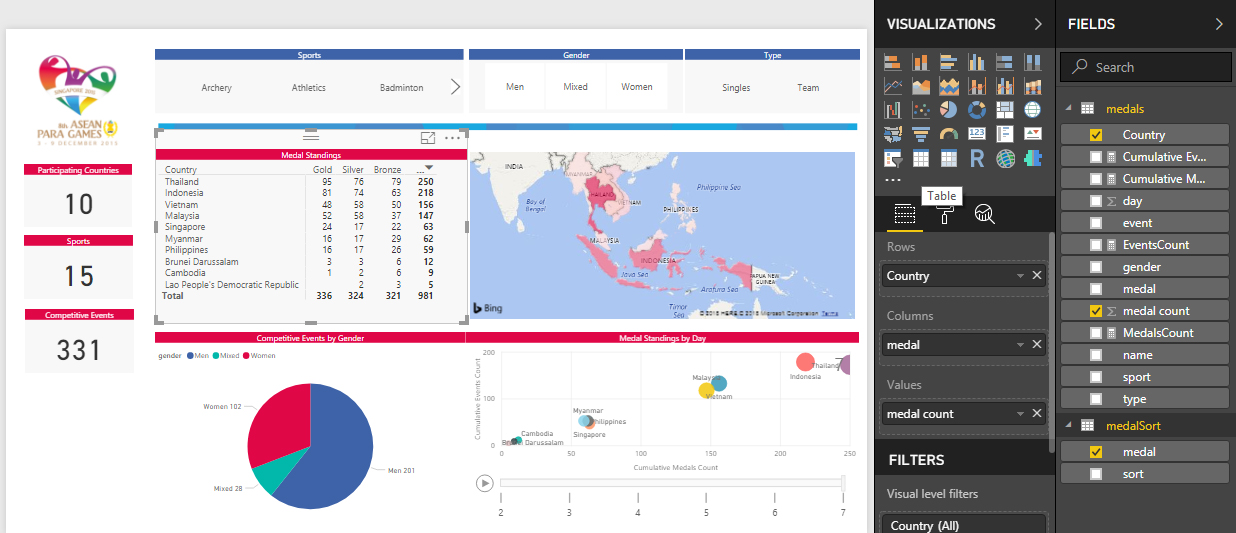 SINGAPORE 2015
8th ASEAN
PARA GAMES
3 - 9 DECEMBER 2015
Participating Countries
10
Sports
15
Competitive Events
331
Sports
Archery Athletics Badminton
Gender
Men Mixed Women
Type
Singles Team
Medal Standings
Country Gold Silver Bronze ...
Thailand 95 76 79 250
Indonesia 81 74 63 218
Vietnam 48 58 50 156
Malaysia 52 58 37 147
Singapore 24 17 22 63
Myanmar 16 17 29 62
Philippines 16 17 26 59
Brunei Darussalam 3 3 6 12
Cambodia 1 2 6 9
Lao People's Democratic Republic 2 3 5
Total 336 324 321 981
INDIA
MYANMAR
Bay of
Bengal
THAILAND
VIETNAM
Philippine Sea
PHILIPPINES
MALAYSIA
INDONESIA
Java Sea
PAPUA NEW
GUINEA
Arafura Sea
Timor
Sea
Bing
© 2015 HERE © 2015 Microsoft Corporation Terms
Competitive Events by Gender
gender Men Mixed Women
Women 102
Mixed 28
Men 201
Medal Standings by Day
Cumulative Events Count
200
100
0
Thailand
7
Indonesia
Malaysia
Vietnam
Myanmar
Philippines
Singapore
Cambodia
Brunei Darussalam
0 50 100 150 200 250
Cumulative Medals Count
2 3 4 5 6 7
VISUALIZATIONS
123
R
Table
Rows
Country
Columns
medal
Values
medal count
FILTERS
Visual level filters
Country (All)
FIELDS
Search
medals
Country
Cumulative Ev...
Cumulative M...
day
event
EventsCount
gender
medal
medal count
MedalsCount
name
sport
type
medalSort
medal
sort